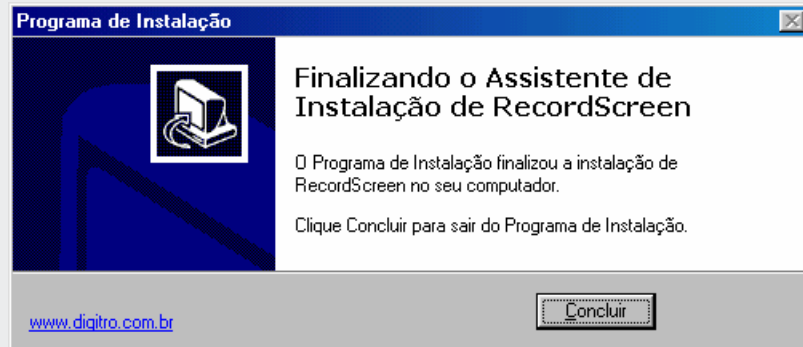 Programa de Instalação
Finalizando o Assistente de
Instalação de RecordScreen
O Programa de Instalação finalizou a instalação de
RecordScreen no seu computador.
Clique Concluir para sair do Programa de Instalação.
www.digitro.com.br
Concluir